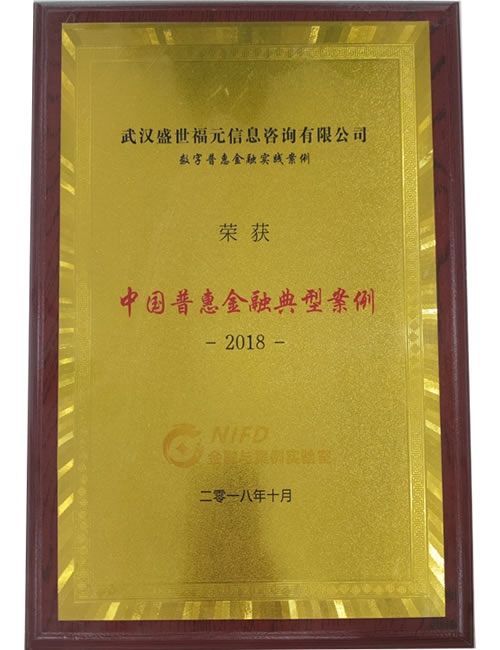 武汉盛世福元信息咨询有限公司
数字普惠金融实践案例
荣获
中国普惠金融典型案例
- 2018 -
NIFD
金融与案例实验室
二零一八年十月